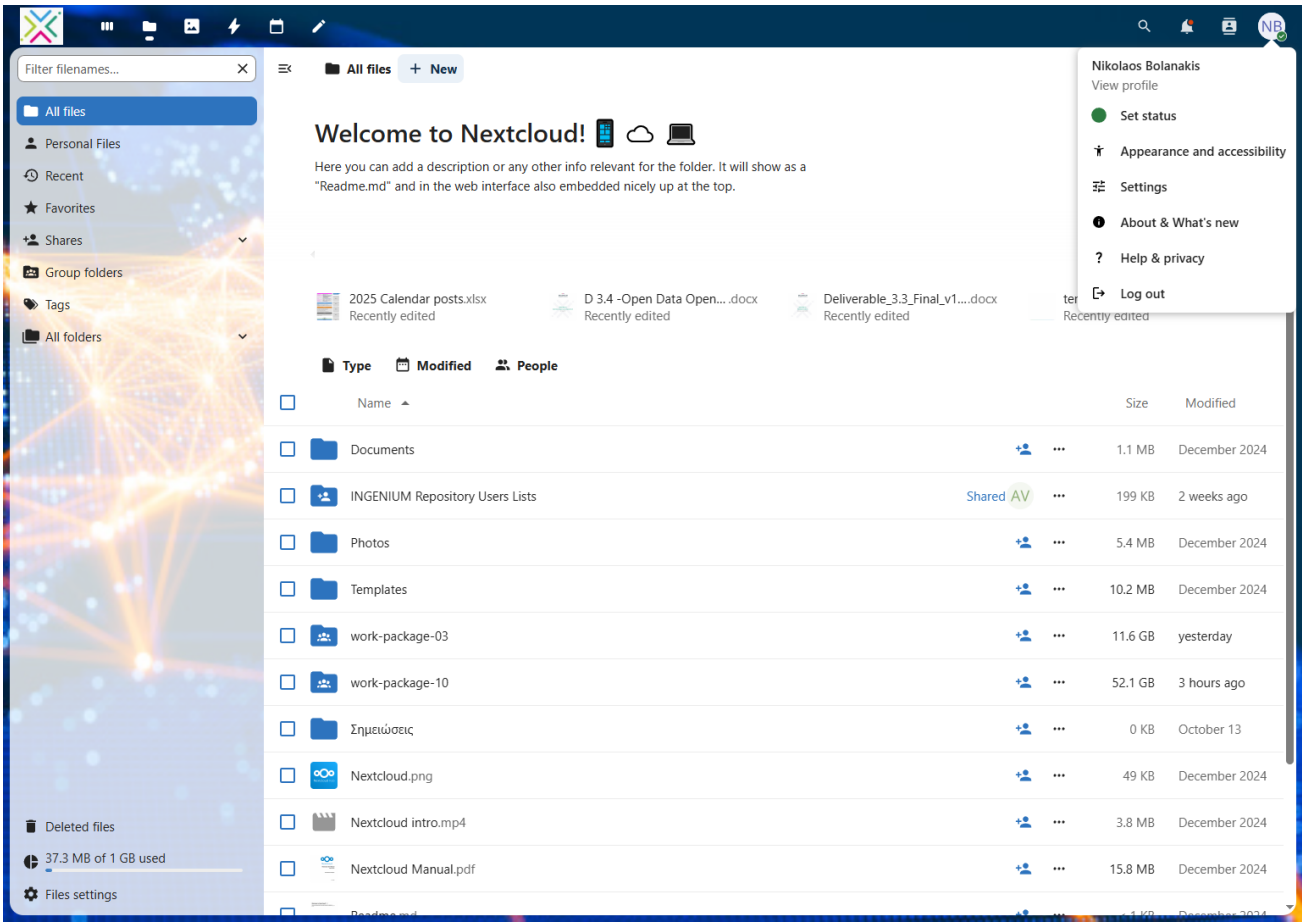 NB
Filter filenames...
All files
Personal Files
Recent
Favorites
Shares
Group folders
Tags
All folders
Deleted files
37.3 MB of 1 GB used
Files settings
All files
+ New
Welcome to Nextcloud!
Here you can add a description or any other info relevant for the folder. It will show as a
"Readme.md" and in the web interface also embedded nicely up at the top.
2025 Calendar posts.xlsx
Recently edited
D 3.4 -Open Data Open... .docx
Recently edited
Deliverable_3.3_Final_v1....docx
Recently edited
Recently edited
Type Modified People
Name Size Modified
Documents 1.1 MB December 2024
INGENIUM Repository Users Lists Shared AV 199 KB 2 weeks ago
Photos 5.4 MB December 2024
Templates 10.2 MB December 2024
work-package-03 11.6 GB yesterday
work-package-10 52.1 GB 3 hours ago
Σημειώσεις 0 KB October 13
Nextcloud.png 49 KB December 2024
Nextcloud intro.mp4 3.8 MB December 2024
Nextcloud Manual.pdf 15.8 MB December 2024
Readme.md 1 KB December 2024
Nikolaos Bolanakis
View profile
Set status
Appearance and accessibility
Settings
About & What's new
Help & privacy
Log out